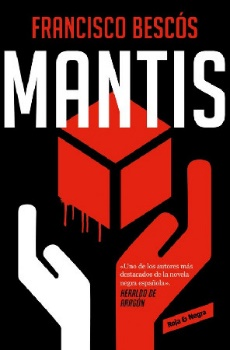 FRANCISCO BESCÓS
MANTIS
«Uno de los autores más
destacados de la novela
negra española».
HERALDO DE
ARAGÓN
Roja & Negra